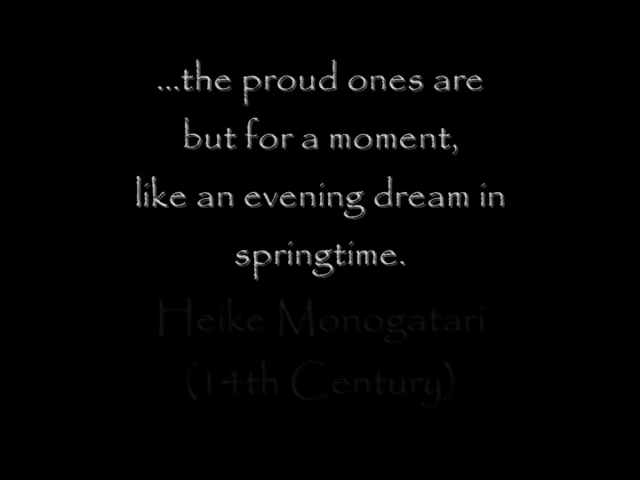 ...the proud ones are
but for a moment,
like an evening dream in
springtime.
Heike Monogatari
(14th Century)